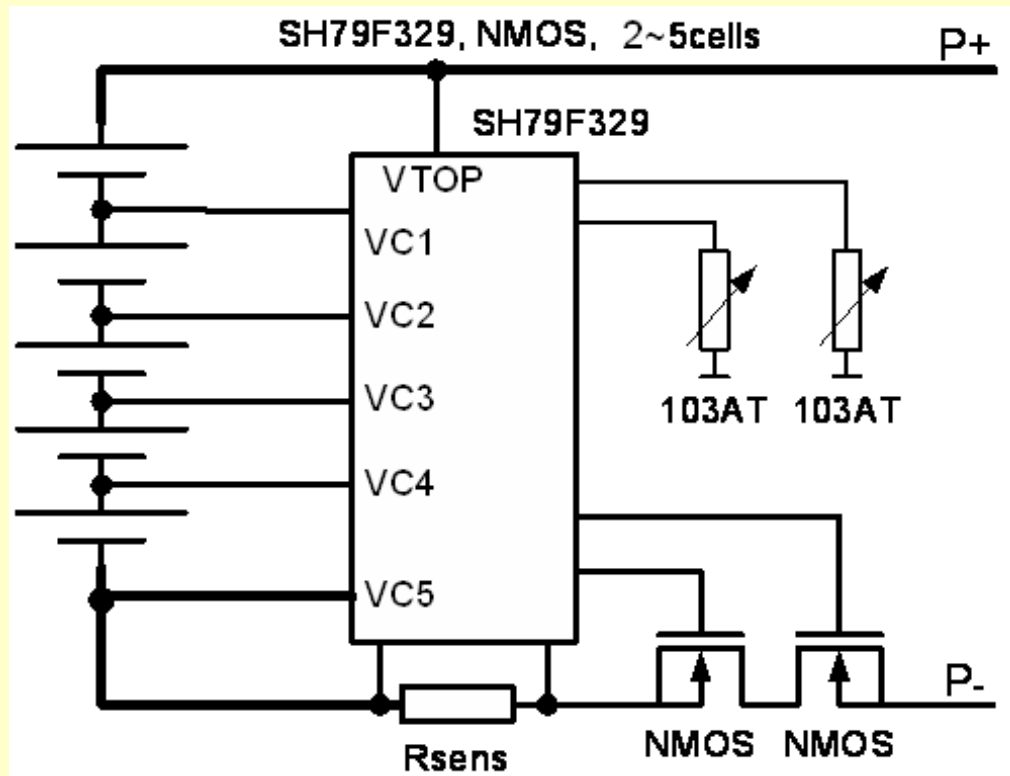 SH79F329, NMOS, 2~5cells
P+
SH79F329
VTOP
VC1
VC2
VC3
VC4
VC5
103AT 103AT
P-
NMOS NMOS
Rsens